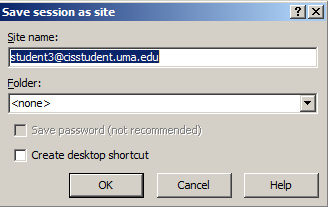 Save session as site
Site name:
student3@cisstudent.uma.edu
Folder:
<none>
Save password (not recommended)
Create desktop shortcut
OK Cancel Help